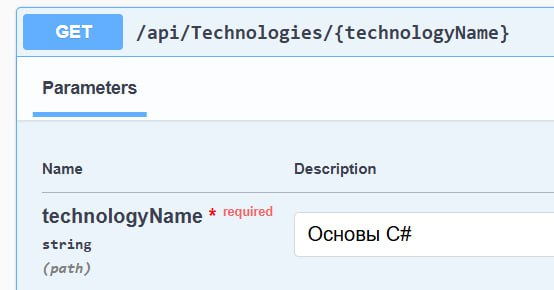 GET /api/Technologies/{technologyName}
Parameters
Name Description
technologyName * required
Основы C#
string
(path)